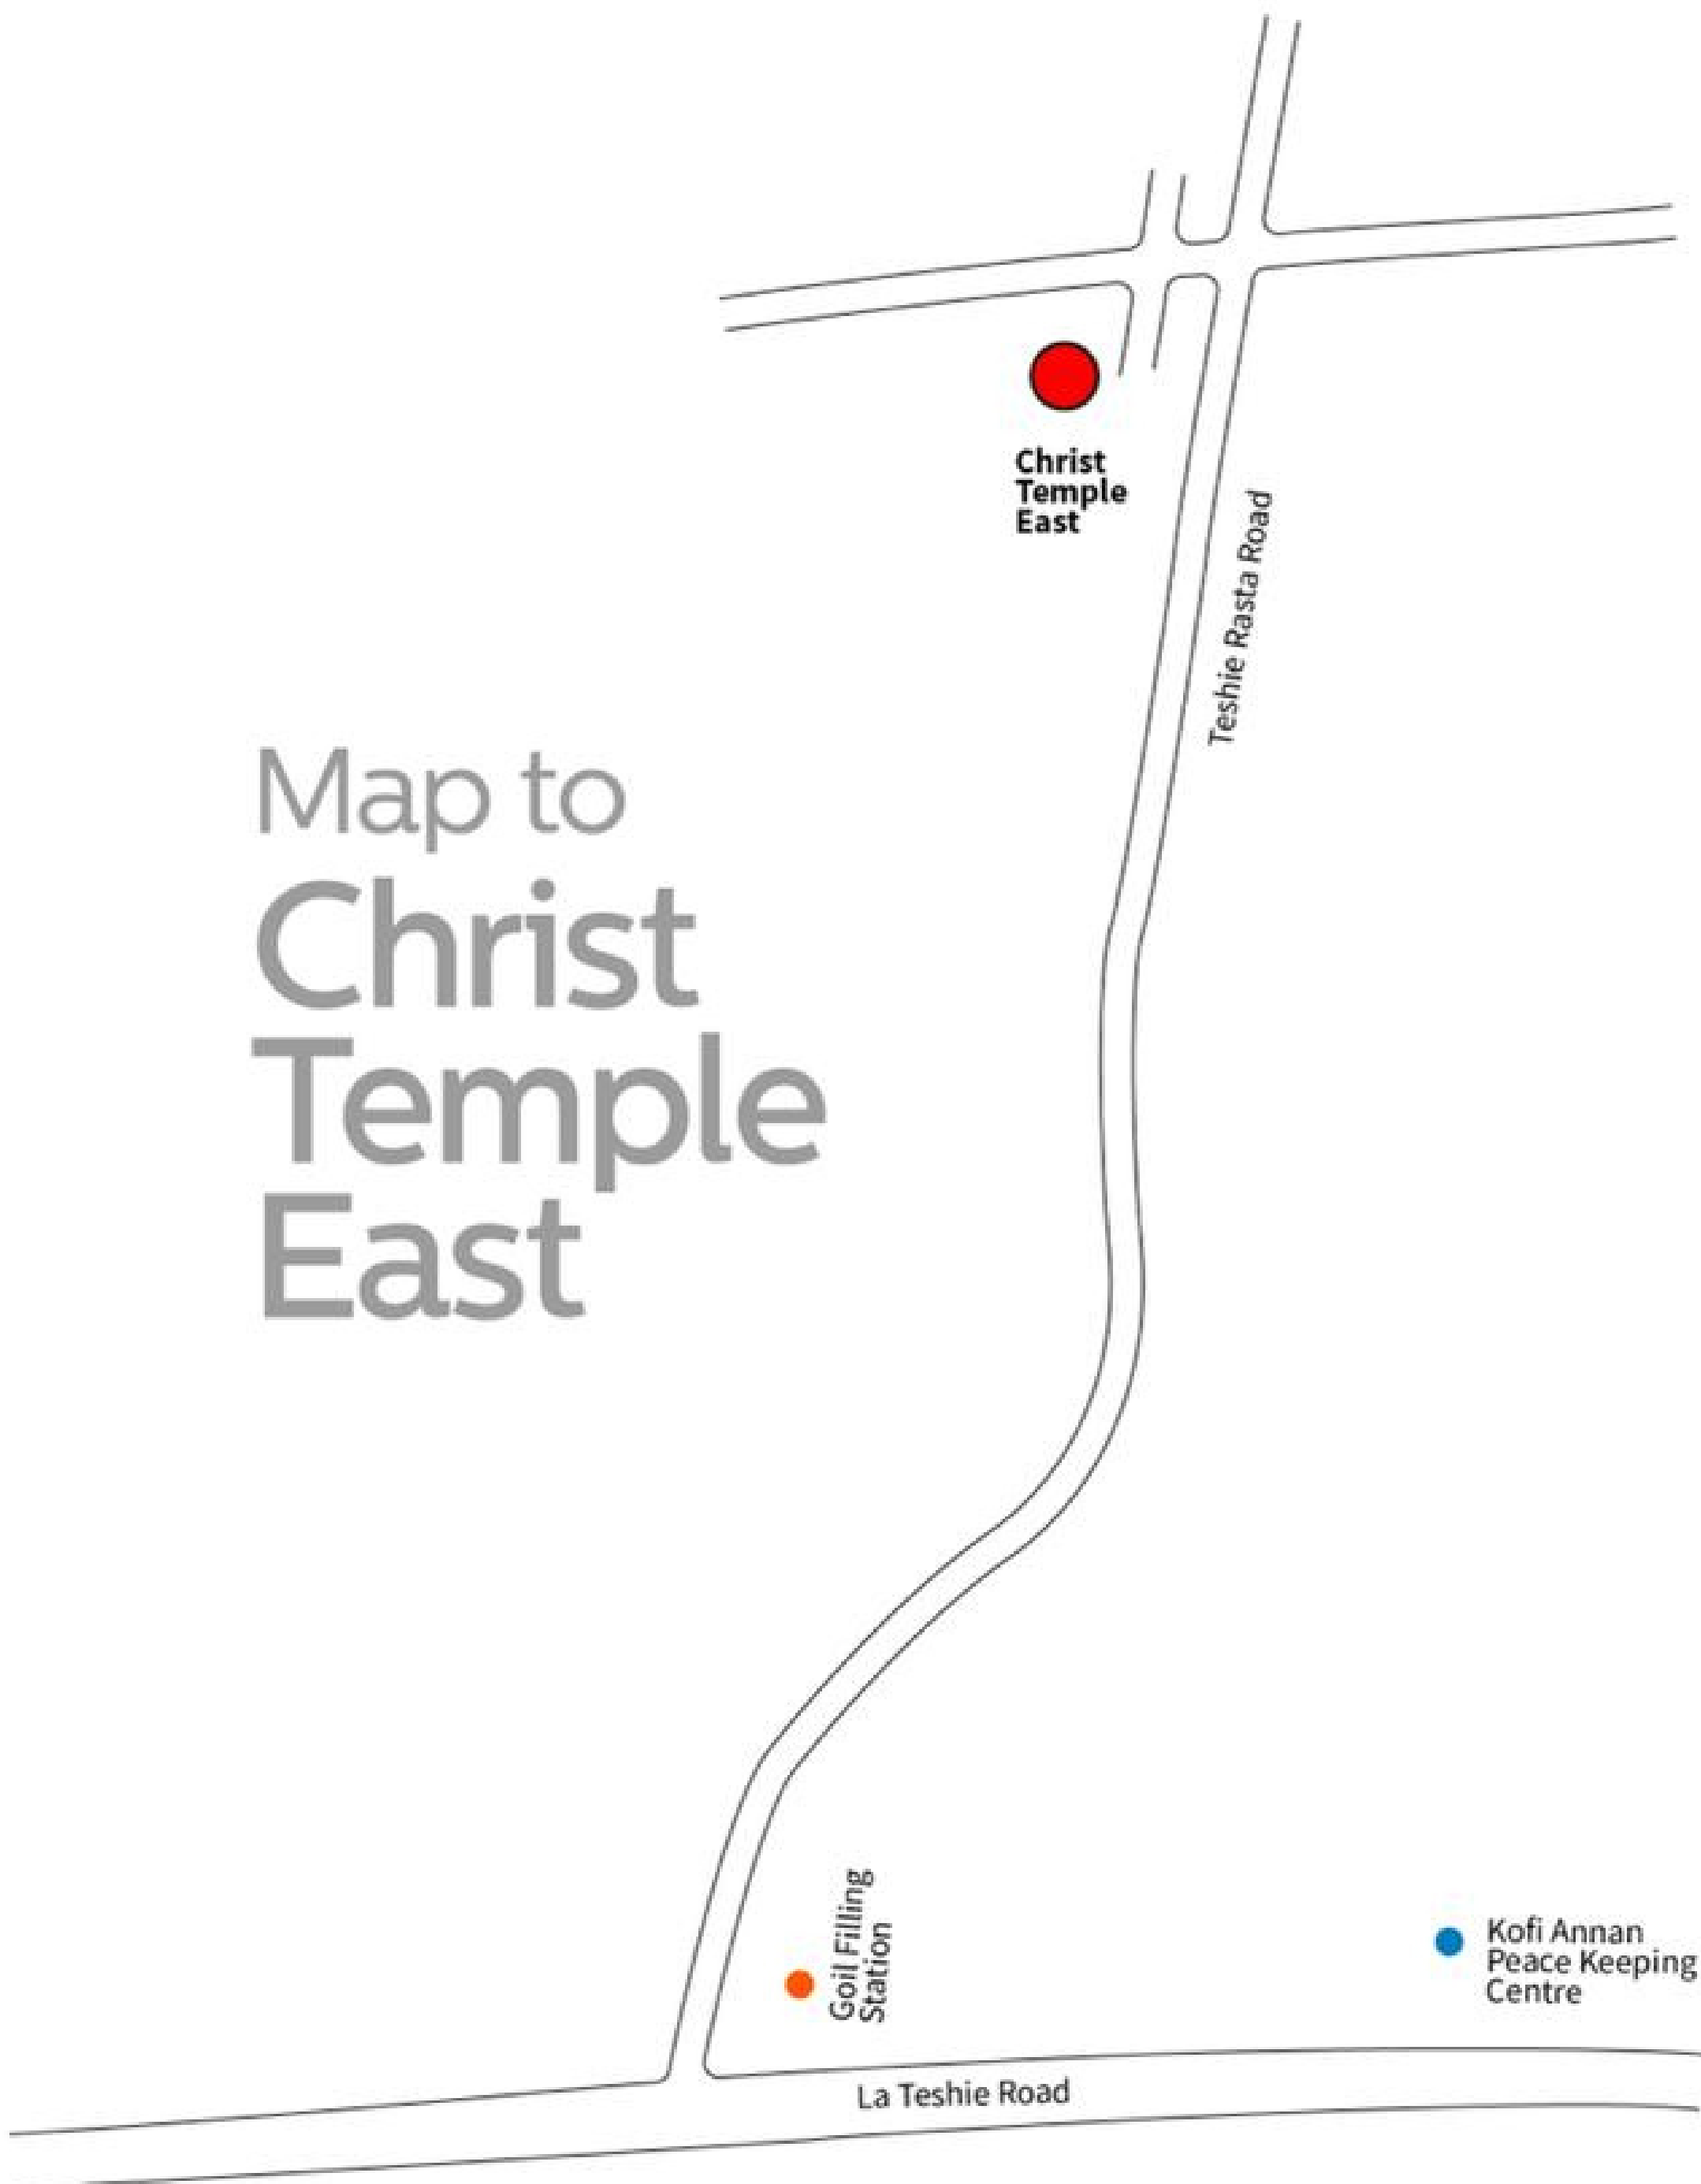 Christ
Temple
East
Teshie Rasta Road
Map to
Christ
Temple
East
Goil Filling
Station
Kofi Annan
Peace Keeping
Centre
La Teshie Road